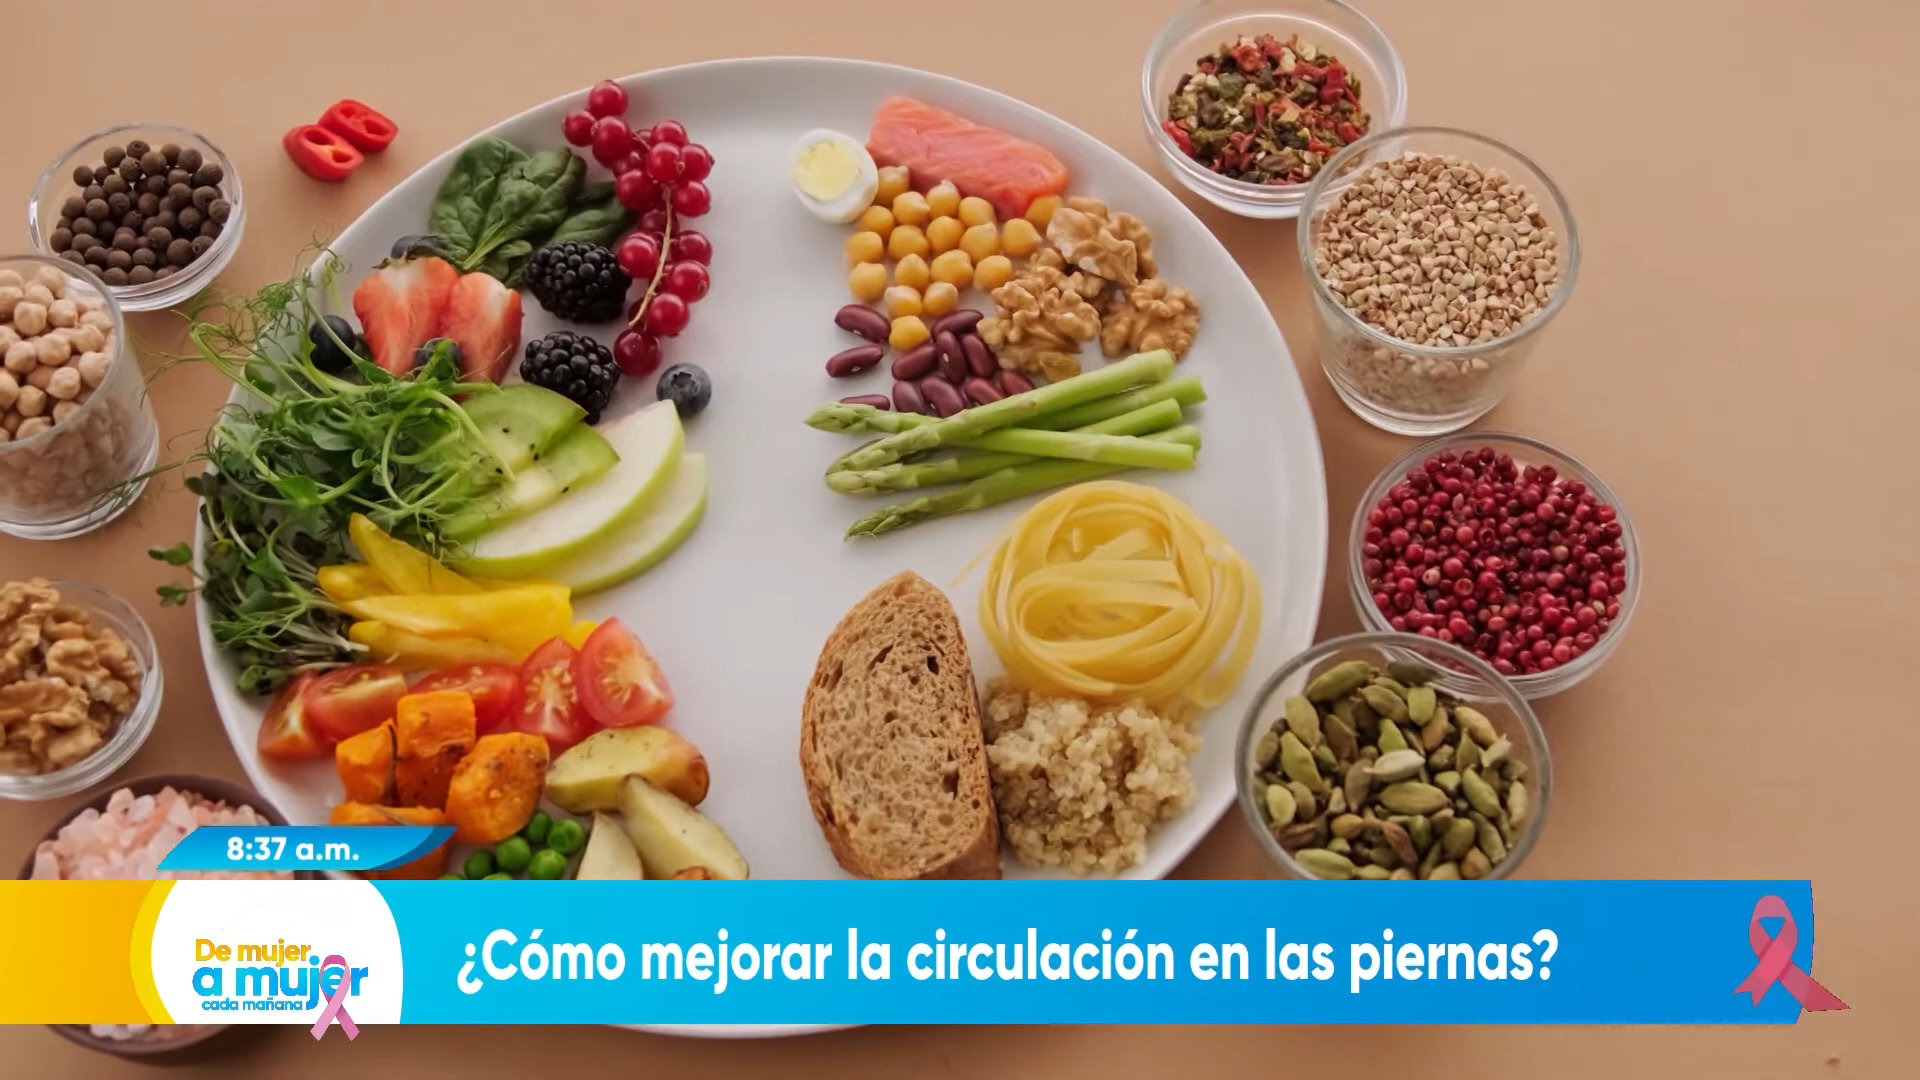 8:37 a.m.
De mujer
a mujer
cada mañana
¿Cómo mejorar la circulación en las piernas?